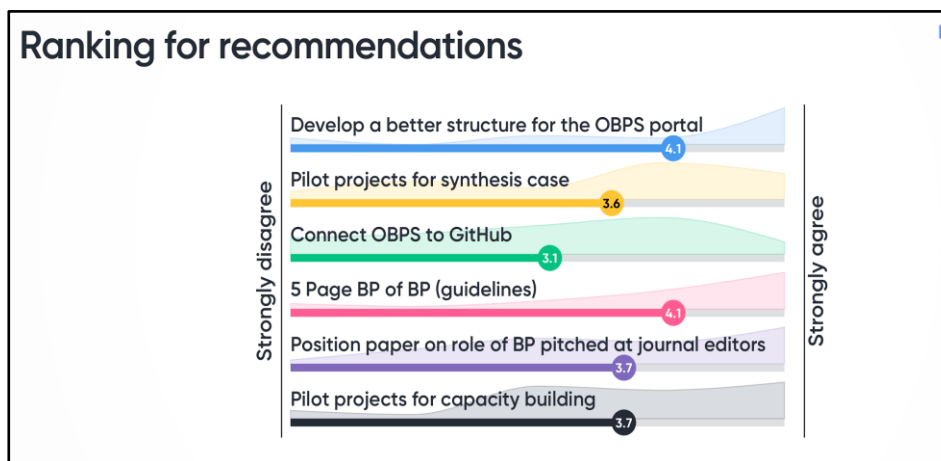 Ranking for recommendations
Strongly disagree
Develop a better structure for the OBPS portal
4.1
Pilot projects for synthesis case
3.6
Connect OBPS to GitHub
3.1
5 Page BP of BP (guidelines)
4.1
Position paper on role of BP pitched at journal editors
3.7
Pilot projects for capacity building
3.7
Strongly agree